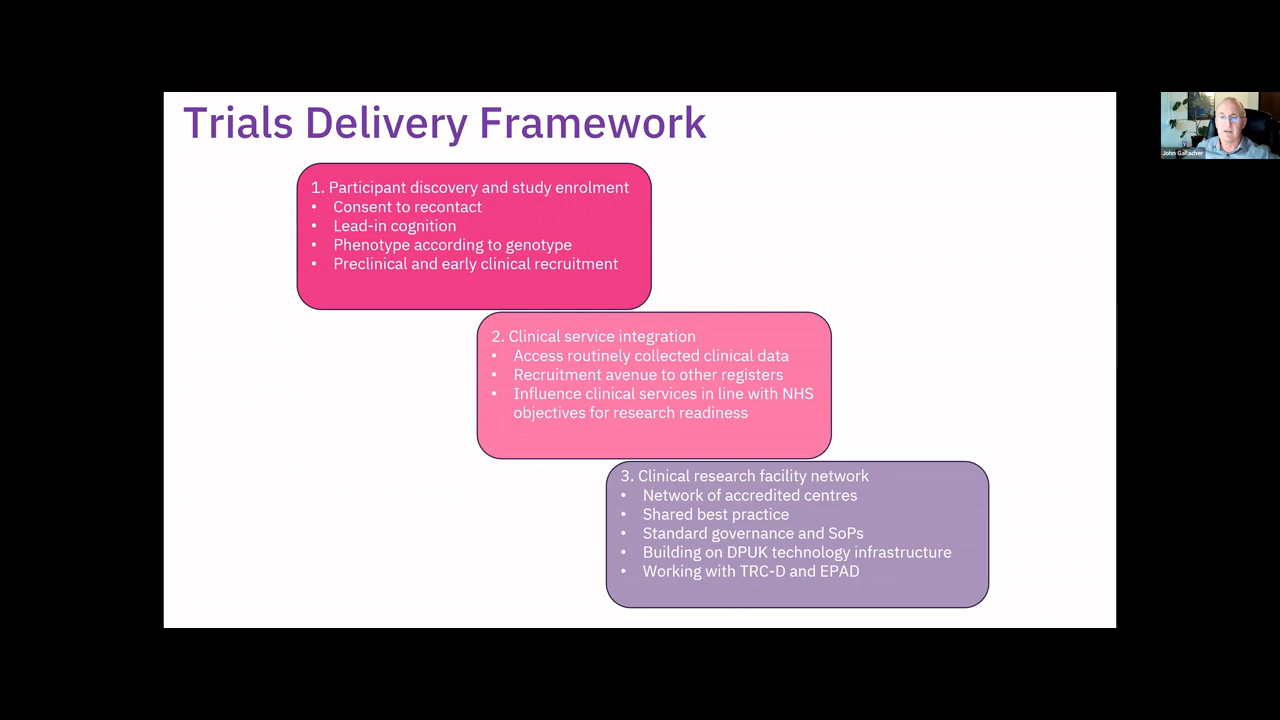 Trials Delivery Framework
1. Participant discovery and study enrolment
• Consent to recontact
• Lead-in cognition
• Phenotype according to genotype
• Preclinical and early clinical recruitment
2. Clinical service integration
• Access routinely collected clinical data
• Recruitment avenue to other registers
• Influence clinical services in line with NHS
objectives for research readiness
3. Clinical research facility network
• Network of accredited centres
• Shared best practice
• Standard governance and SoPs
• Building on DPUK technology infrastructure
• Working with TRC-D and EPAD
John Gallacher